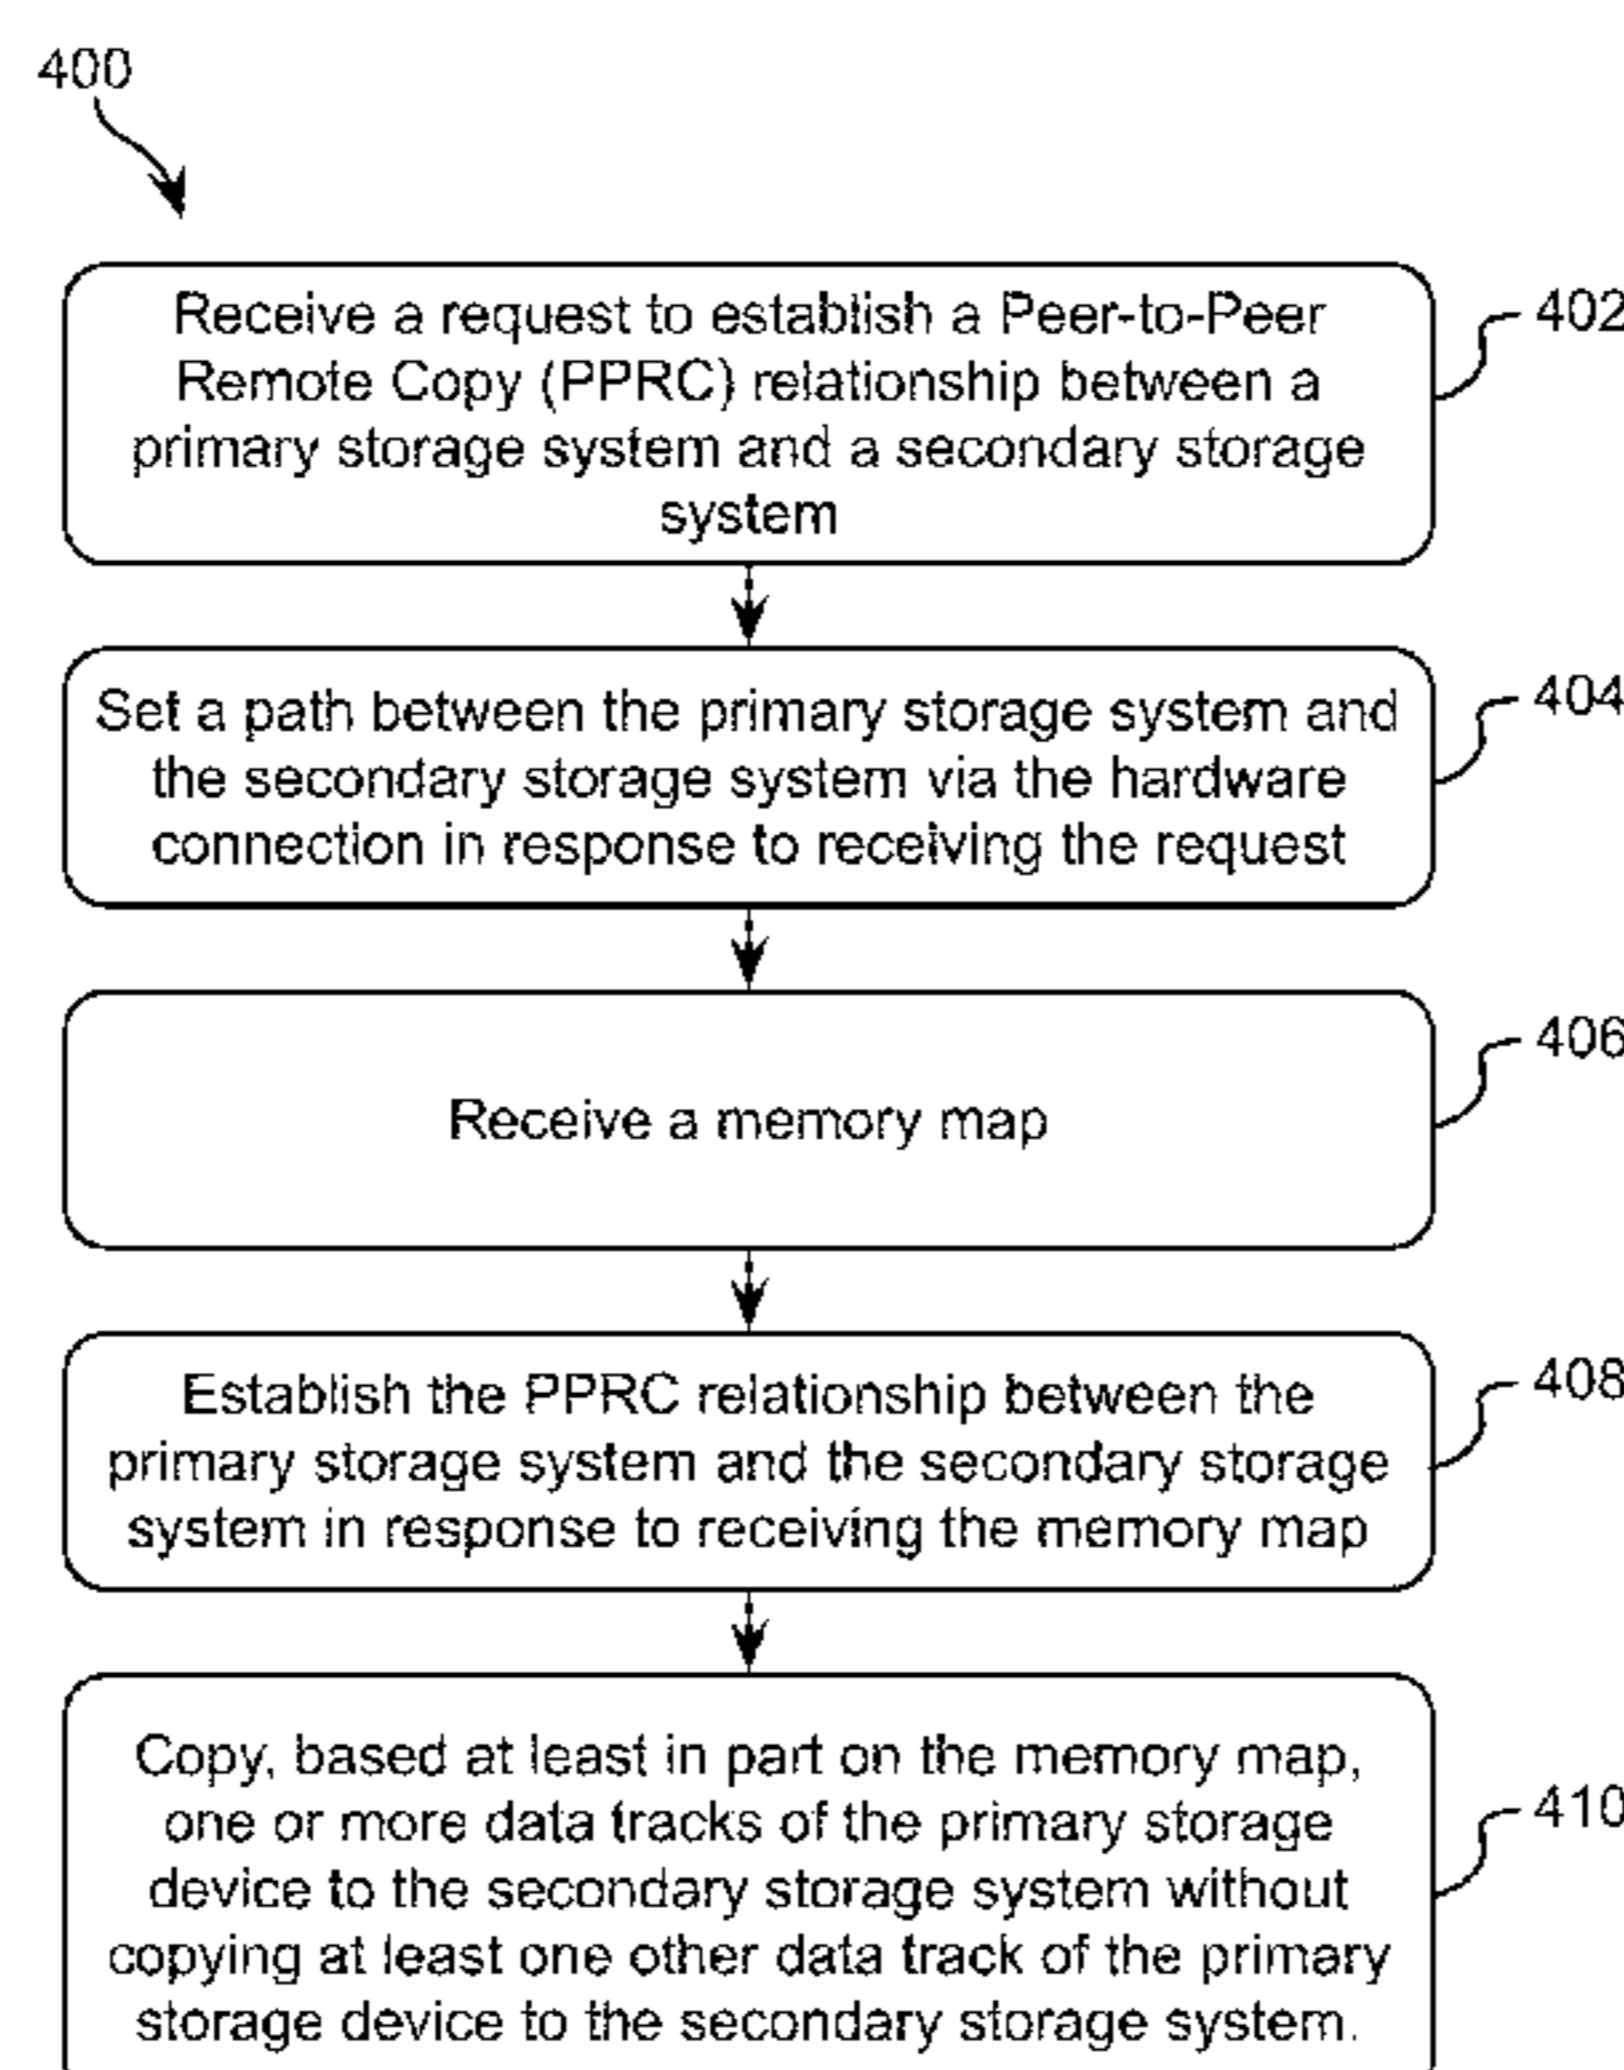 400
Receive a request to establish a Peer-to-Peer
Remote Copy (PPRC) relationship between a
primary storage system and a secondary storage
system
402
Set a path between the primary storage system and
the secondary storage system via the hardware
connection in response to receiving the request
404
Receive a memory map
406
Establish the PPRC relationship between the
primary storage system and the secondary storage
system in response to receiving the memory map
408
Copy, based at least in part on the memory map,
one or more data tracks of the primary storage
device to the secondary storage system without
copying at least one other data track of the primary
storage device to the secondary storage system.
410